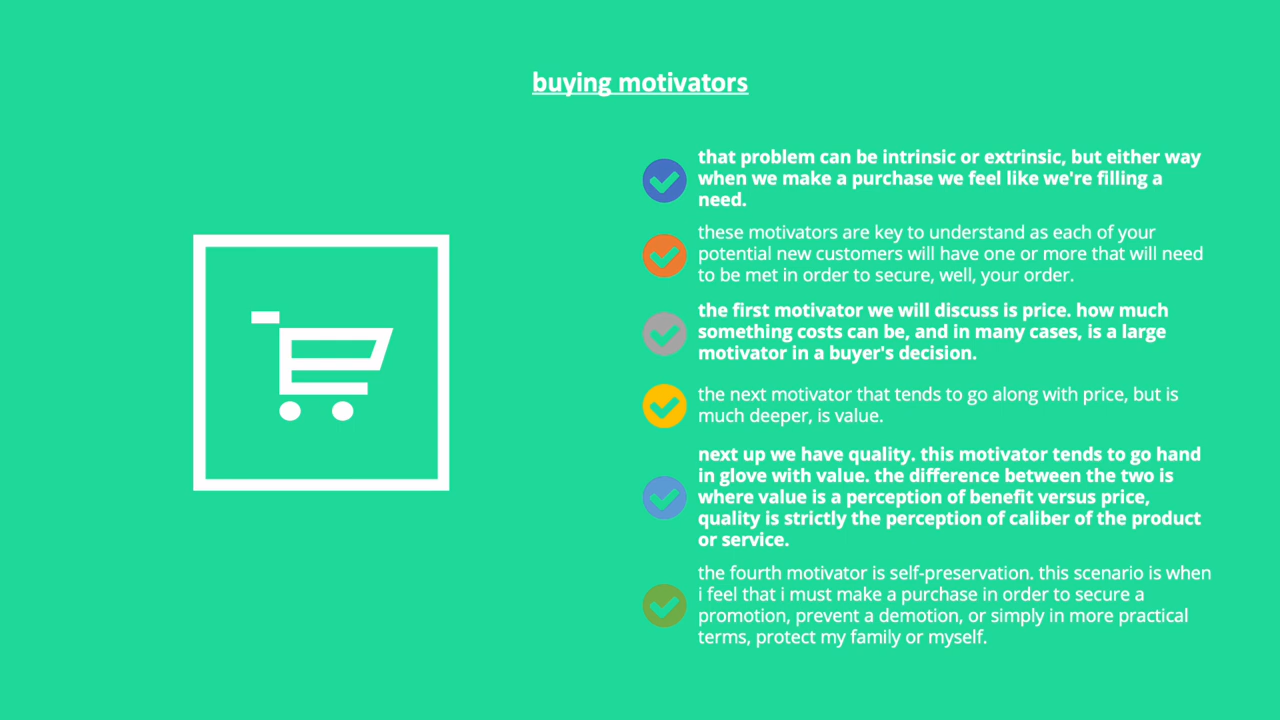 buying motivators
that problem can be intrinsic or extrinsic, but either way
when we make a purchase we feel like we're filling a
need.
these motivators are key to understand as each of your
potential new customers will have one or more that will need
to be met in order to secure, well, your order.
the first motivator we will discuss is price. how much
something costs can be, and in many cases, is a large
motivator in a buyer's decision.
the next motivator that tends to go along with price, but is
much deeper, is value.
next up we have quality. this motivator tends to go hand
in glove with value. the difference between the two is
where value is a perception of benefit versus price,
quality is strictly the perception of caliber of the product
or service.
the fourth motivator is self-preservation. this scenario is when
i feel that i must make a purchase in order to secure a
promotion, prevent a demotion, or simply in more practical
terms, protect my family or myself.